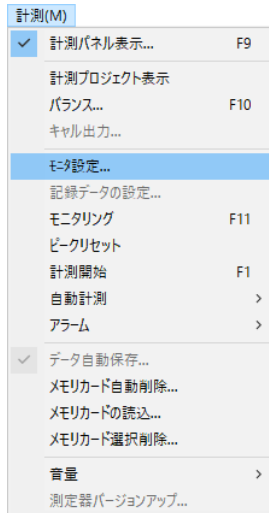 計測(M)
計測パネル表示... F9
計測プロジェクト表示
バランス... F10
キャル出力...
ﾓﾆﾀ設定...
記録データの設定...
モニタリング F11
ピークリセット
計測開始 F1
自動計測
アラーム
データ自動保存...
メモリカード自動削除...
メモリカードの読込...
メモリカード選択削除...
音量
測定器バージョンアップ...